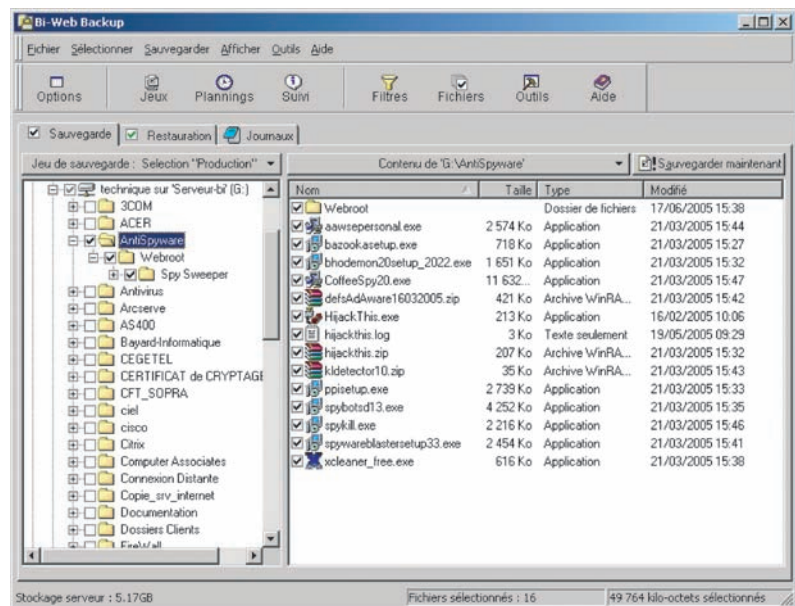 Bi-Web Backup
Fichier Sélectionner Sauvegarder Afficher Outils Aide
Options Jeux Plannings Suivi Filtres Fichiers Outils Aide
Sauvegarde Restauration Journaux
Jeu de sauvegarde : Selection "Production" Contenu de 'G:\AntiSpyware' Sauvegarder maintenant
technique sur 'Serveur-bi' (G:)
3COM
ACER
AntiSpyware
Webroot
Spy Sweeper
Antivirus
Arcserve
AS400
Bayard-Informatique
CEGETEL
CERTIFICAT de CRYPTAGE
CFT_SOPRA
ciel
cisco
Citrix
Computer Associates
Connexion Distante
Copie_srv_internet
Documentation
Dossiers Clients
FireWall
Nom Taille Type Modifié
Webroot Dossier de fichiers 17/06/2005 15:38
aawsepersonal.exe 2 574 Ko Application 21/03/2005 15:44
bazookasetup.exe 718 Ko Application 21/03/2005 15:27
bhodemon20setup_2022.exe 1 651 Ko Application 21/03/2005 15:32
CoffeeSpy20.exe 11 632... Application 21/03/2005 15:47
defsAdAware16032005.zip 421 Ko Archive WinRA... 21/03/2005 15:42
HijackThis.exe 213 Ko Application 16/02/2005 10:06
hijackthis.log 3 Ko Texte seulement 19/05/2005 09:29
hijackthis.zip 207 Ko Archive WinRA... 21/03/2005 15:32
kldetector10.zip 35 Ko Archive WinRA... 21/03/2005 15:43
ppisetup.exe 2 739 Ko Application 21/03/2005 15:33
spybotsd13.exe 4 252 Ko Application 21/03/2005 15:35
spykill.exe 2 216 Ko Application 21/03/2005 15:46
spywareblastersetup33.exe 2 454 Ko Application 21/03/2005 15:41
xcleaner_free.exe 616 Ko Application 21/03/2005 15:38
Stockage serveur : 5.17GB Fichiers sélectionnés : 16 49 764 kilo-octets sélectionnés